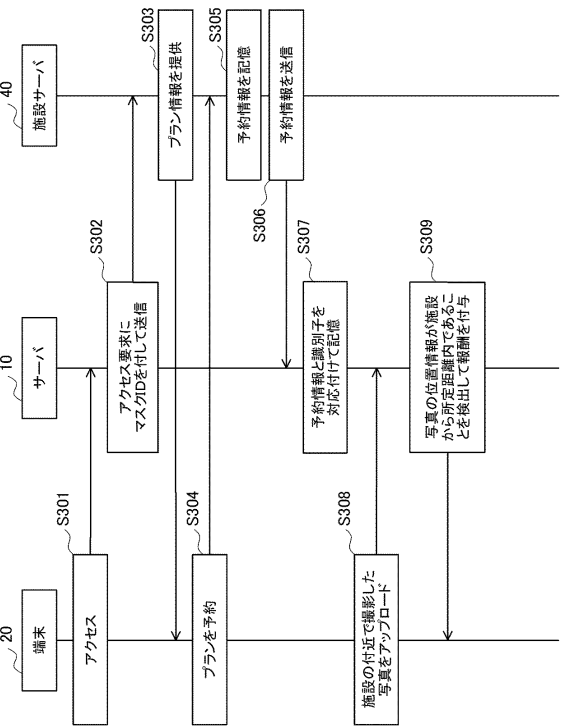 20
端末
10
サーバ
40
施設サーバ
S301
アクセス
S302
アクセス要求に
マスクIDを付して送信
S303
プラン情報を提供
S304
プランを予約
S305
予約情報を記憶
S306
予約情報を送信
S307
予約情報と識別子を
対応付けて記憶
S308
施設の付近で撮影した
写真をアップロード
S309
写真の位置情報が施設
から所定距離内であるこ
とを検出して報酬を付与